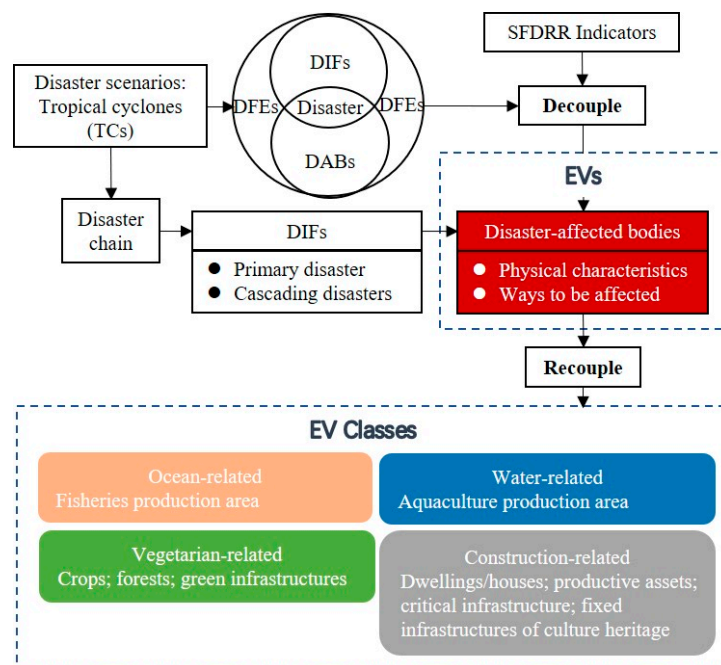 SFDRR Indicators
Disaster scenarios:
Tropical cyclones
(TCs)
DIFs
DFEs
Disaster
DFEs
DABs
Decouple
EVs
Disaster
chain
DIFs
● Primary disaster
● Cascading disasters
Disaster-affected bodies
● Physical characteristics
● Ways to be affected
Recouple
EV Classes
Ocean-related
Fisheries production area
Water-related
Aquaculture production area
Vegetarian-related
Crops; forests; green infrastructures
Construction-related
Dwellings/houses; productive assets;
critical infrastructure; fixed
infrastructures of culture heritage